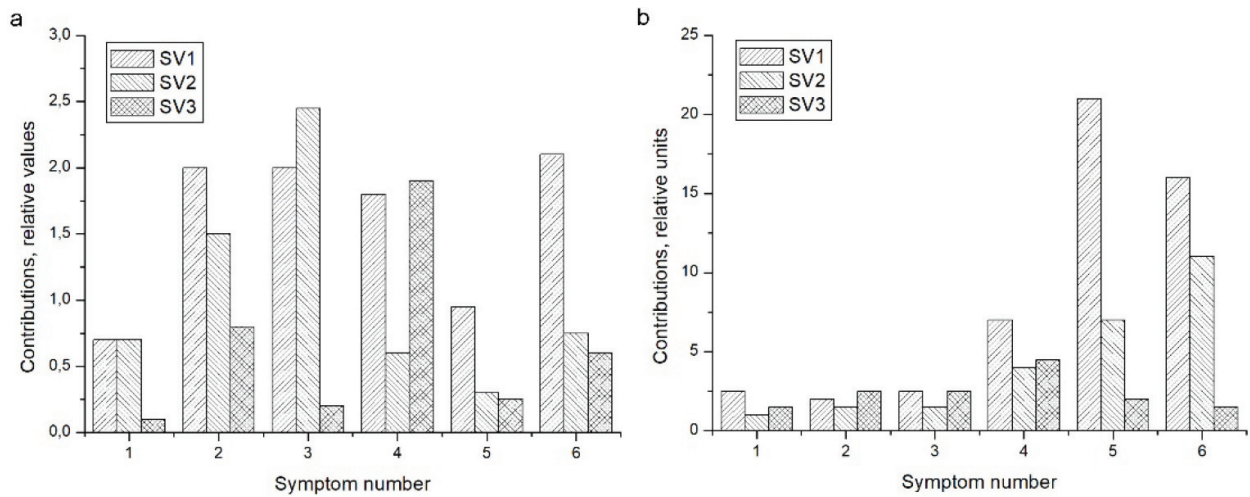 a
3,0
2,5
2,0
1,5
1,0
0,5
0,0
Contributions, relative values
SV1
SV2
SV3
1 2 3 4 5 6
Symptom number
b
25
20
15
10
5
0
Contributions, relative units
SV1
SV2
SV3
1 2 3 4 5 6
Symptom number